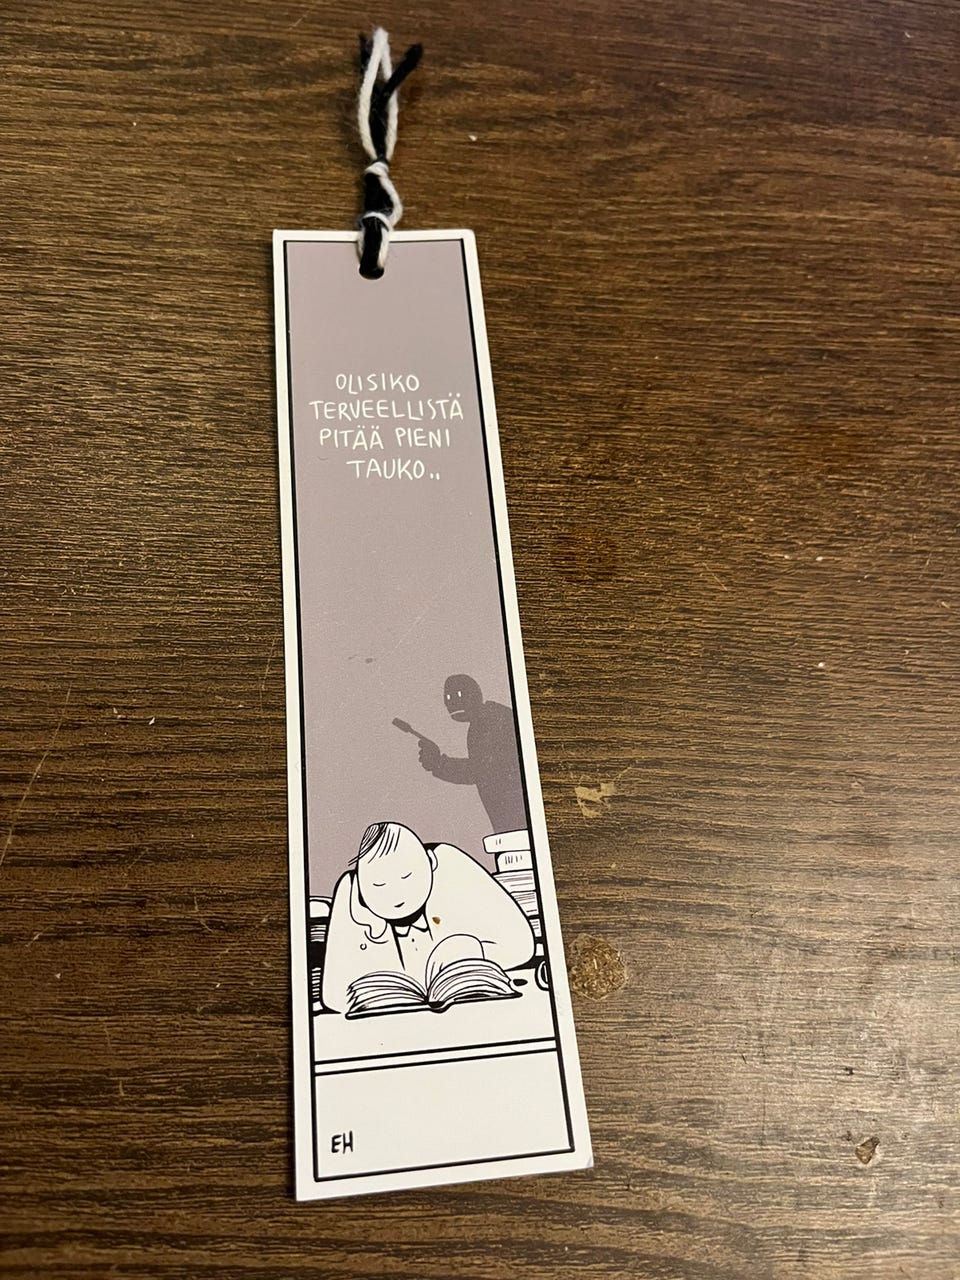 OLISIKO
TERVEELLISTÄ
PITÄÄ PIENI
TAUKO..
EH